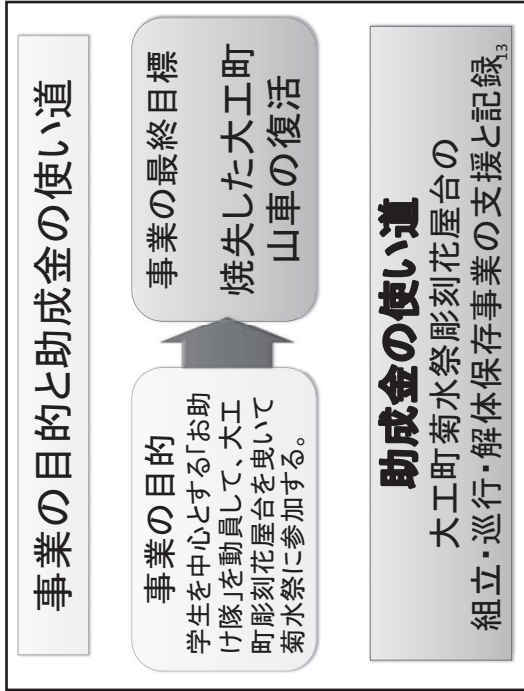 事業の目的と助成金の使い道
事業の目的
学生を中心とする「お助
け隊」を動員して、大工
町彫刻花屋台を曳いて
菊水祭に参加する。
事業の最終目標
焼失した大工町
山車の復活
助成金の使い道
大工町菊水祭彫刻花屋台の
組立・巡行・解体保存事業の支援と記録
13